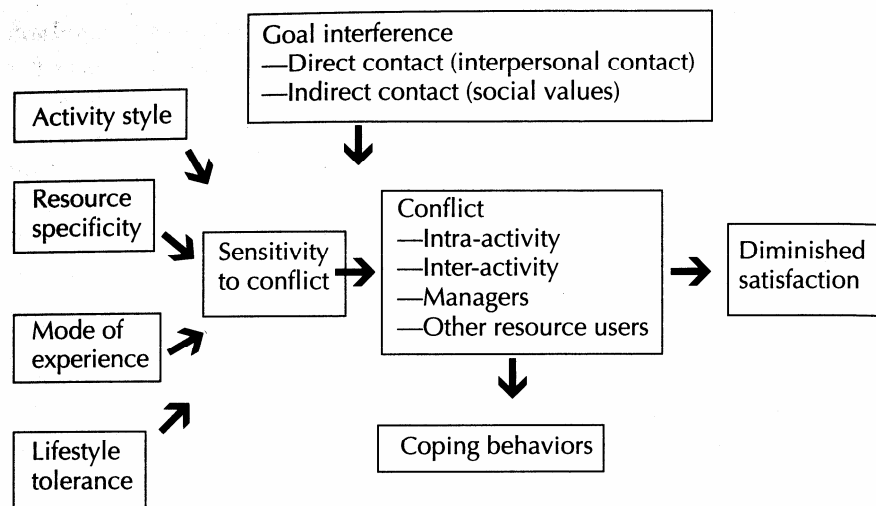 Goal interference
—Direct contact (interpersonal contact)
—Indirect contact (social values)
Activity style
Resource
specificity
Mode of
experience
Lifestyle
tolerance
Sensitivity
to conflict
Conflict
—Intra-activity
—Inter-activity
—Managers
—Other resource users
Diminished
satisfaction
Coping behaviors